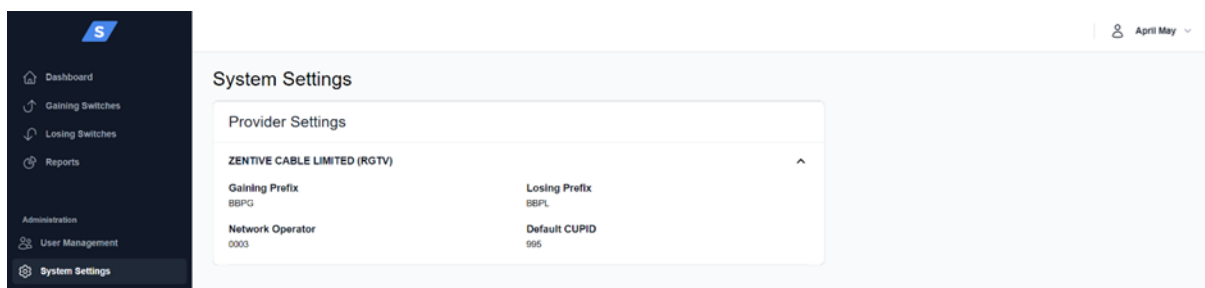 S
April May
Dashboard
Gaining Switches
Losing Switches
Reports
Administration
User Management
System Settings
System Settings
Provider Settings
ZENTIVE CABLE LIMITED (RGTV)
Gaining Prefix
BBPG
Losing Prefix
BBPL
Network Operator
0003
Default CUPID
995